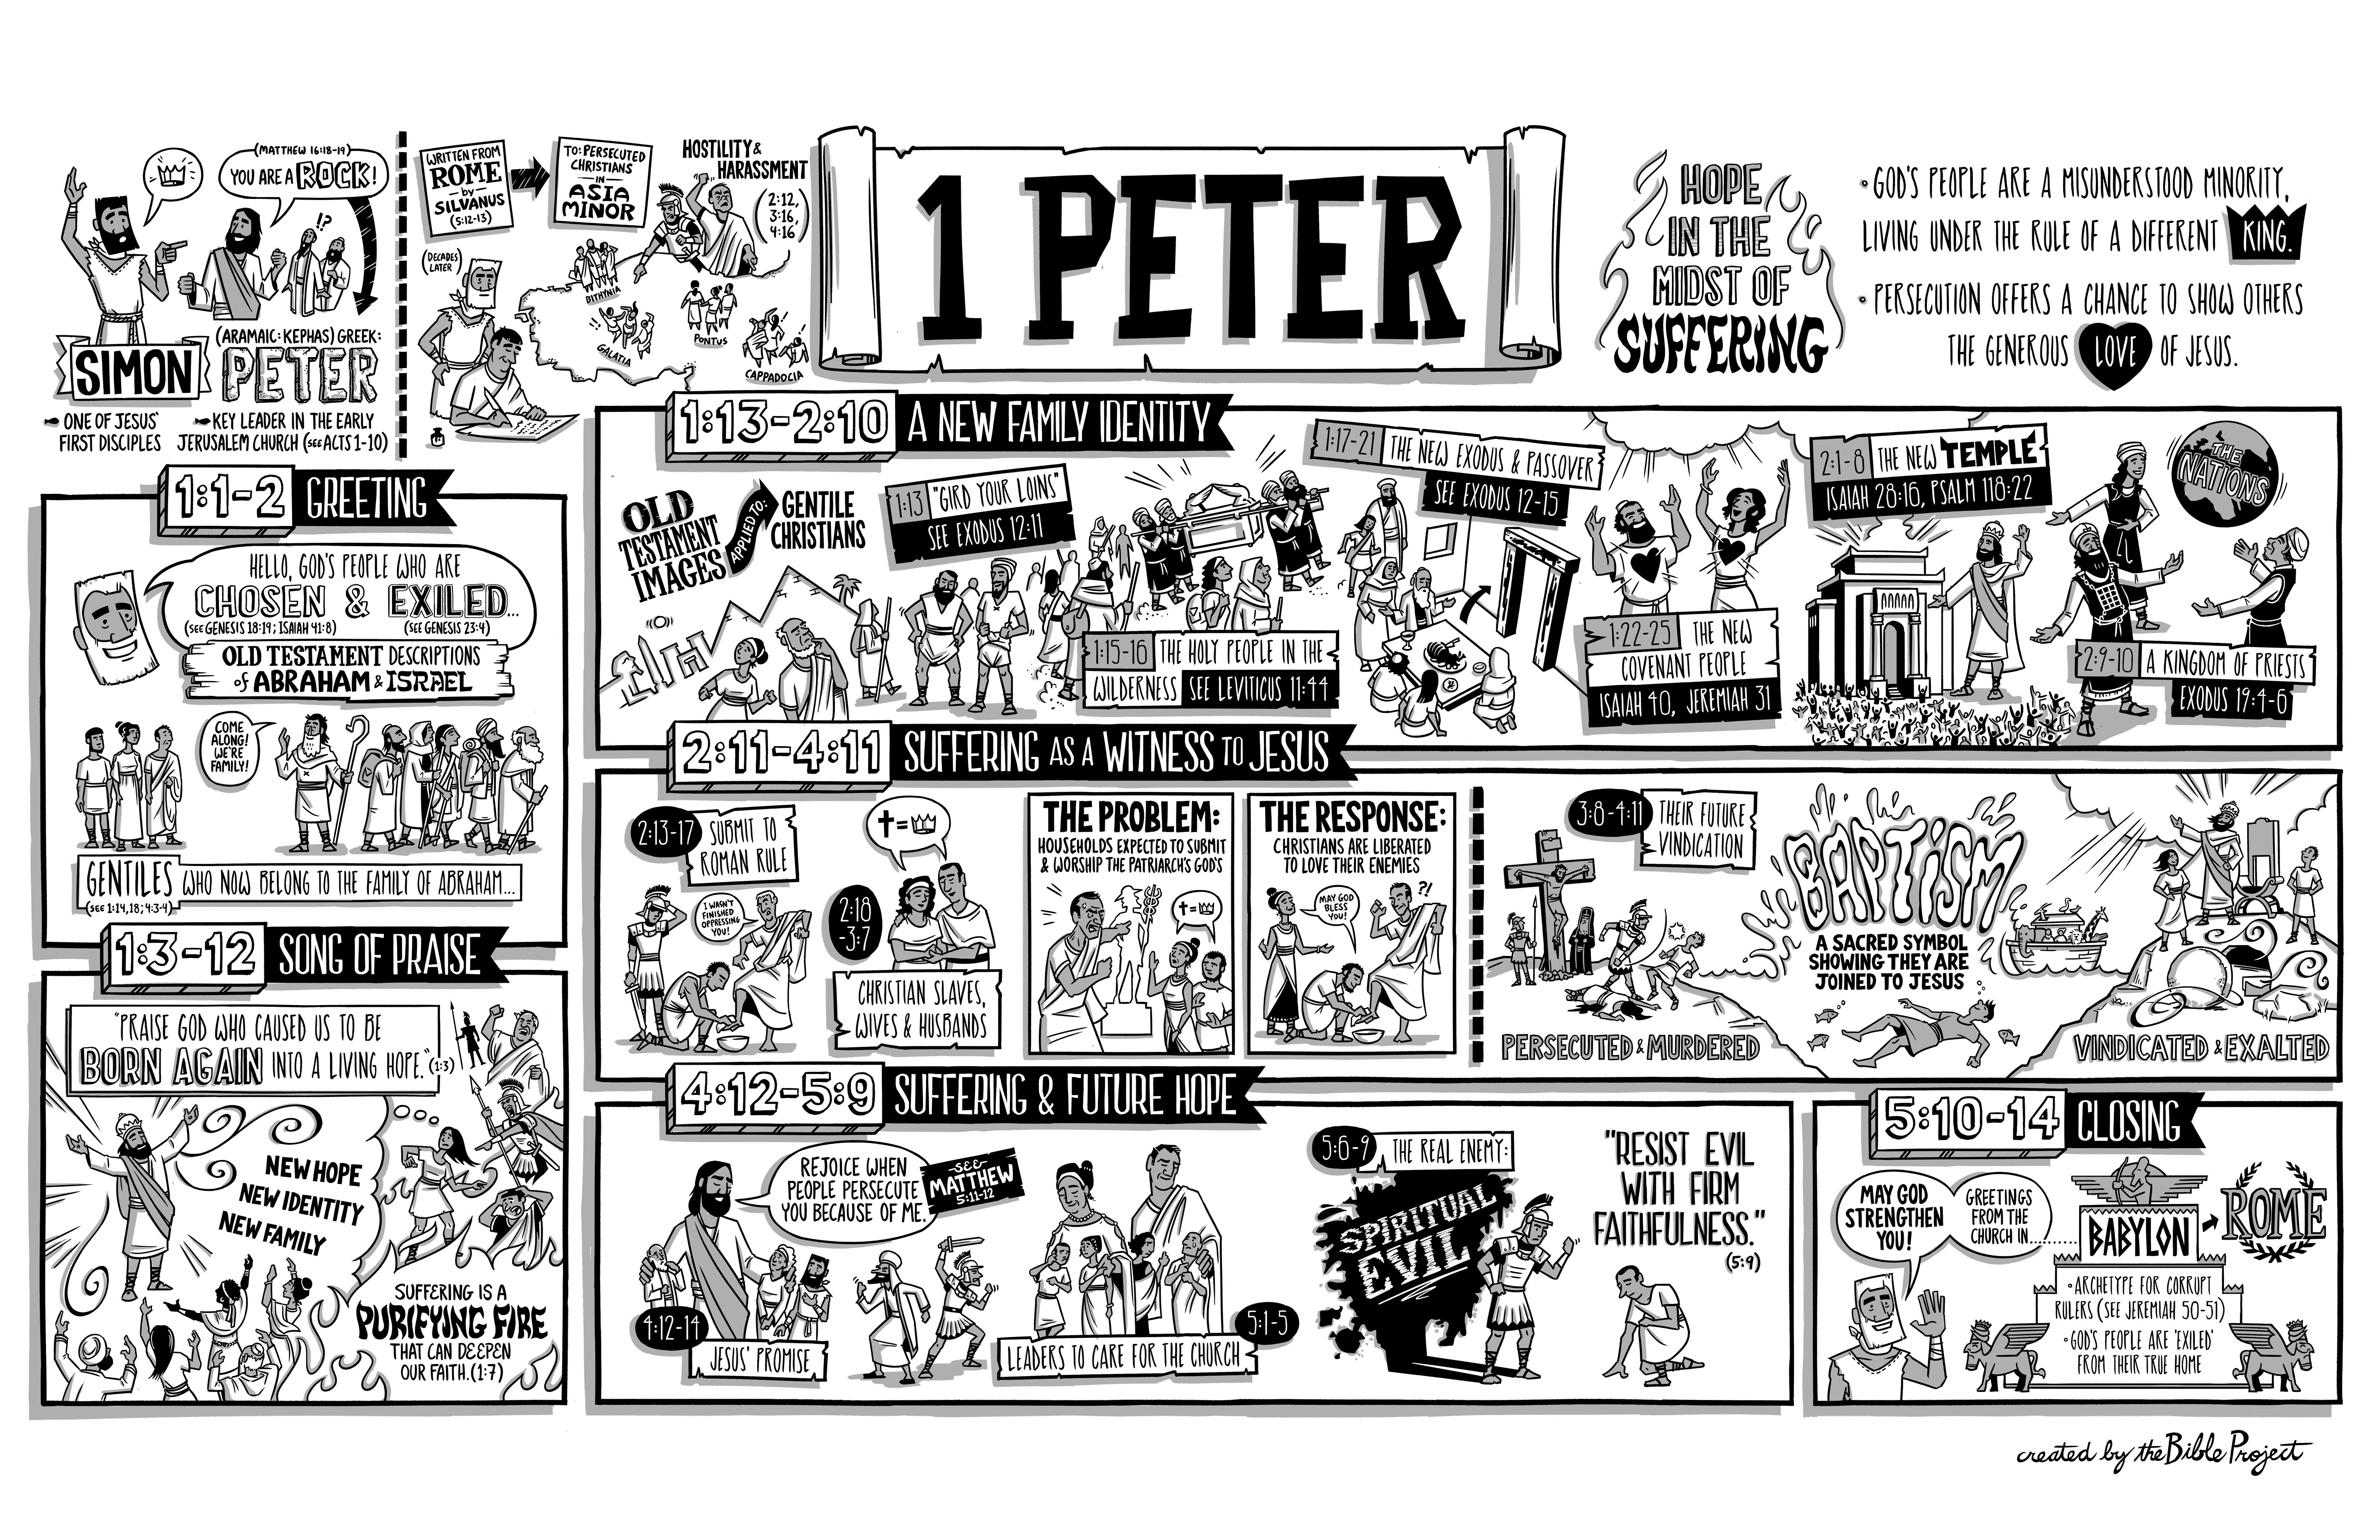 (MATTHEW 16:18-19)
YOU ARE A ROCK!
!?
SIMON
(ARAMAIC: KEPHAS) GREEK:
PETER
ONE OF JESUS'
FIRST DISCIPLES
KEY LEADER IN THE EARLY
JERUSALEM CHURCH (SEE ACTS 1-10)
WRITTEN FROM
ROME
- by -
SILVANUS
(5:12-13)
TO: PERSECUTED
CHRISTIANS
- IN -
ASIA
MINOR
HOSTILITY &
HARASSMENT
(2:12,
3:16,
4:16)
(DECADES
LATER)
BITHYNIA
GALATIA
PONTUS
CAPPADOCIA
1 PETER
HOPE
IN THE
MIDST OF
SUFFERING
• GOD'S PEOPLE ARE A MISUNDERSTOOD MINORITY,
LIVING UNDER THE RULE OF A DIFFERENT KING.
• PERSECUTION OFFERS A CHANCE TO SHOW OTHERS
THE GENEROUS LOVE OF JESUS.
1:1-2 GREETING
HELLO, GOD'S PEOPLE WHO ARE
CHOSEN & EXILED...
(SEE GENESIS 18:19; ISAIAH 41:8) (SEE GENESIS 23:4)
OLD TESTAMENT DESCRIPTIONS
of ABRAHAM & ISRAEL
COME
ALONG!
WE'RE
FAMILY!
GENTILES WHO NOW BELONG TO THE FAMILY OF ABRAHAM...
(SEE 1:14,18; 4:3-4)
1:3-12 SONG OF PRAISE
"PRAISE GOD WHO CAUSED US TO BE
BORN AGAIN INTO A LIVING HOPE." (1:3)
NEW HOPE
NEW IDENTITY
NEW FAMILY
SUFFERING IS A
PURIFYING FIRE
THAT CAN DEEPEN
OUR FAITH. (1:7)
1:13-2:10 A NEW FAMILY IDENTITY
OLD
TESTAMENT
IMAGES
APPLIED TO:
GENTILE
CHRISTIANS
1:13 "GIRD YOUR LOINS"
SEE EXODUS 12:11
1:15-16 THE HOLY PEOPLE IN THE
WILDERNESS SEE LEVITICUS 11:44
1:17-21 THE NEW EXODUS & PASSOVER
SEE EXODUS 12-15
1:22-25 THE NEW
COVENANT PEOPLE
ISAIAH 40, JEREMIAH 31
2:1-8 THE NEW TEMPLE
ISAIAH 28:16, PSALM 118:22
THE
NATIONS
2:9-10 A KINGDOM OF PRIESTS
EXODUS 19:4-6
2:11-4:11 SUFFERING AS A WITNESS TO JESUS
2:13-17 SUBMIT TO
ROMAN RULE
I WASN'T
FINISHED
OPPRESSING
YOU!
2:18
-3:7
CHRISTIAN SLAVES,
WIVES & HUSBANDS
THE PROBLEM:
HOUSEHOLDS EXPECTED TO SUBMIT
& WORSHIP THE PATRIARCH'S GOD'S
THE RESPONSE:
CHRISTIANS ARE LIBERATED
TO LOVE THEIR ENEMIES
MAY GOD
BLESS
YOU!
?!
3:8-4:11 THEIR FUTURE
VINDICATION
BAPTISM
A SACRED SYMBOL
SHOWING THEY ARE
JOINED TO JESUS
PERSECUTED & MURDERED
VINDICATED & EXALTED
4:12-5:9 SUFFERING & FUTURE HOPE
REJOICE WHEN
PEOPLE PERSECUTE
YOU BECAUSE OF ME.
-SEE-
MATTHEW
5:11-12
4:12-14
JESUS' PROMISE
LEADERS TO CARE FOR THE CHURCH
5:1-5
5:6-9 THE REAL ENEMY:
SPIRITUAL
EVIL
"RESIST EVIL
WITH FIRM
FAITHFULNESS."
(5:9)
5:10-14 CLOSING
MAY GOD
STRENGTHEN
YOU!
GREETINGS
FROM THE
CHURCH IN..........
BABYLON
ROME
• ARCHETYPE FOR CORRUPT
RULERS (SEE JEREMIAH 50-51)
• GOD'S PEOPLE ARE 'EXILED'
FROM THEIR TRUE HOME
created by the Bible Project